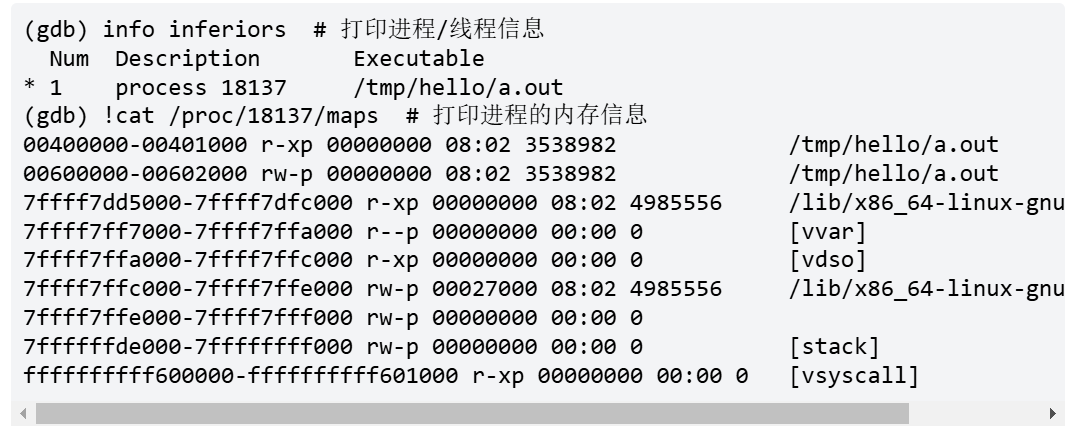 (gdb) info inferiors  # 打印进程/线程信息
  Num  Description       Executable
* 1    process 18137     /tmp/hello/a.out
(gdb) !cat /proc/18137/maps  # 打印进程的内存信息
00400000-00401000 r-xp 00000000 08:02 3538982             /tmp/hello/a.out
00600000-00602000 rw-p 00000000 08:02 3538982             /tmp/hello/a.out
7ffff7dd5000-7ffff7dfc000 r-xp 00000000 08:02 4985556     /lib/x86_64-linux-gnu
7ffff7ff7000-7ffff7ffa000 r--p 00000000 00:00 0           [vvar]
7ffff7ffa000-7ffff7ffc000 r-xp 00000000 00:00 0           [vdso]
7ffff7ffc000-7ffff7ffe000 rw-p 00027000 08:02 4985556     /lib/x86_64-linux-gnu
7ffff7ffe000-7ffff7fff000 rw-p 00000000 00:00 0
7ffffffde000-7ffffffff000 rw-p 00000000 00:00 0           [stack]
ffffffffff600000-ffffffffff601000 r-xp 00000000 00:00 0   [vsyscall]